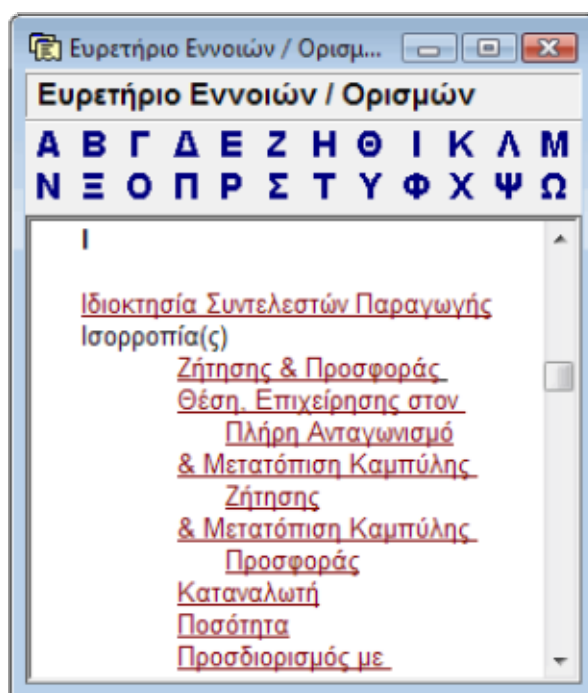 Ευρετήριο Εννοιών / Ορισμ...
Ευρετήριο Εννοιών / Ορισμών
Α Β Γ Δ Ε Ζ Η Θ Ι Κ Λ Μ
Ν Ξ Ο Π Ρ Σ Τ Υ Φ Χ Ψ Ω
Ι
Ιδιοκτησία Συντελεστών Παραγωγής
Ισορροπία(ς)
Ζήτησης & Προσφοράς
Θέση, Επιχείρησης στον
Πλήρη Ανταγωνισμό
& Μετατόπιση Καμπύλης
Ζήτησης
& Μετατόπιση Καμπύλης
Προσφοράς
Καταναλωτή
Ποσότητα
Προσδιορισμός με